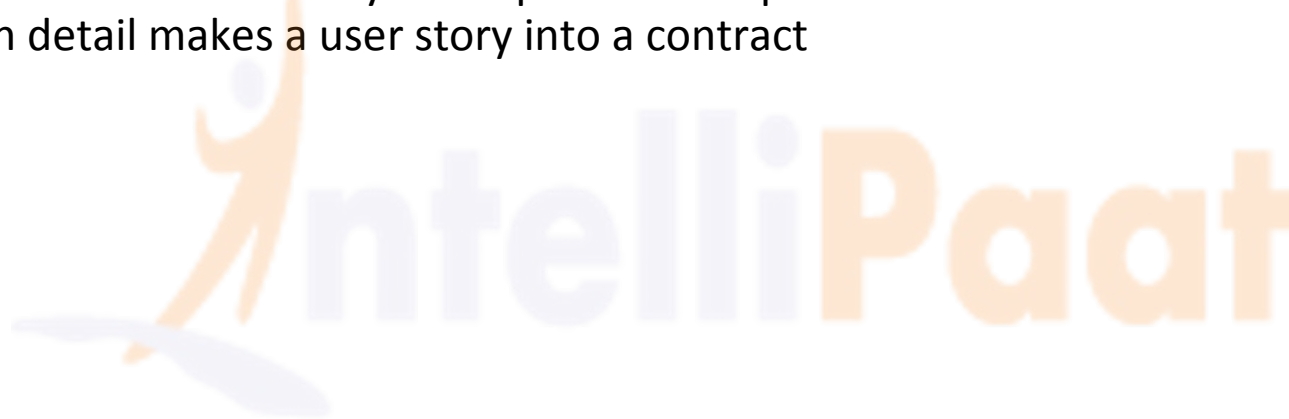 detail makes a user story into a contract
IntelliPaat